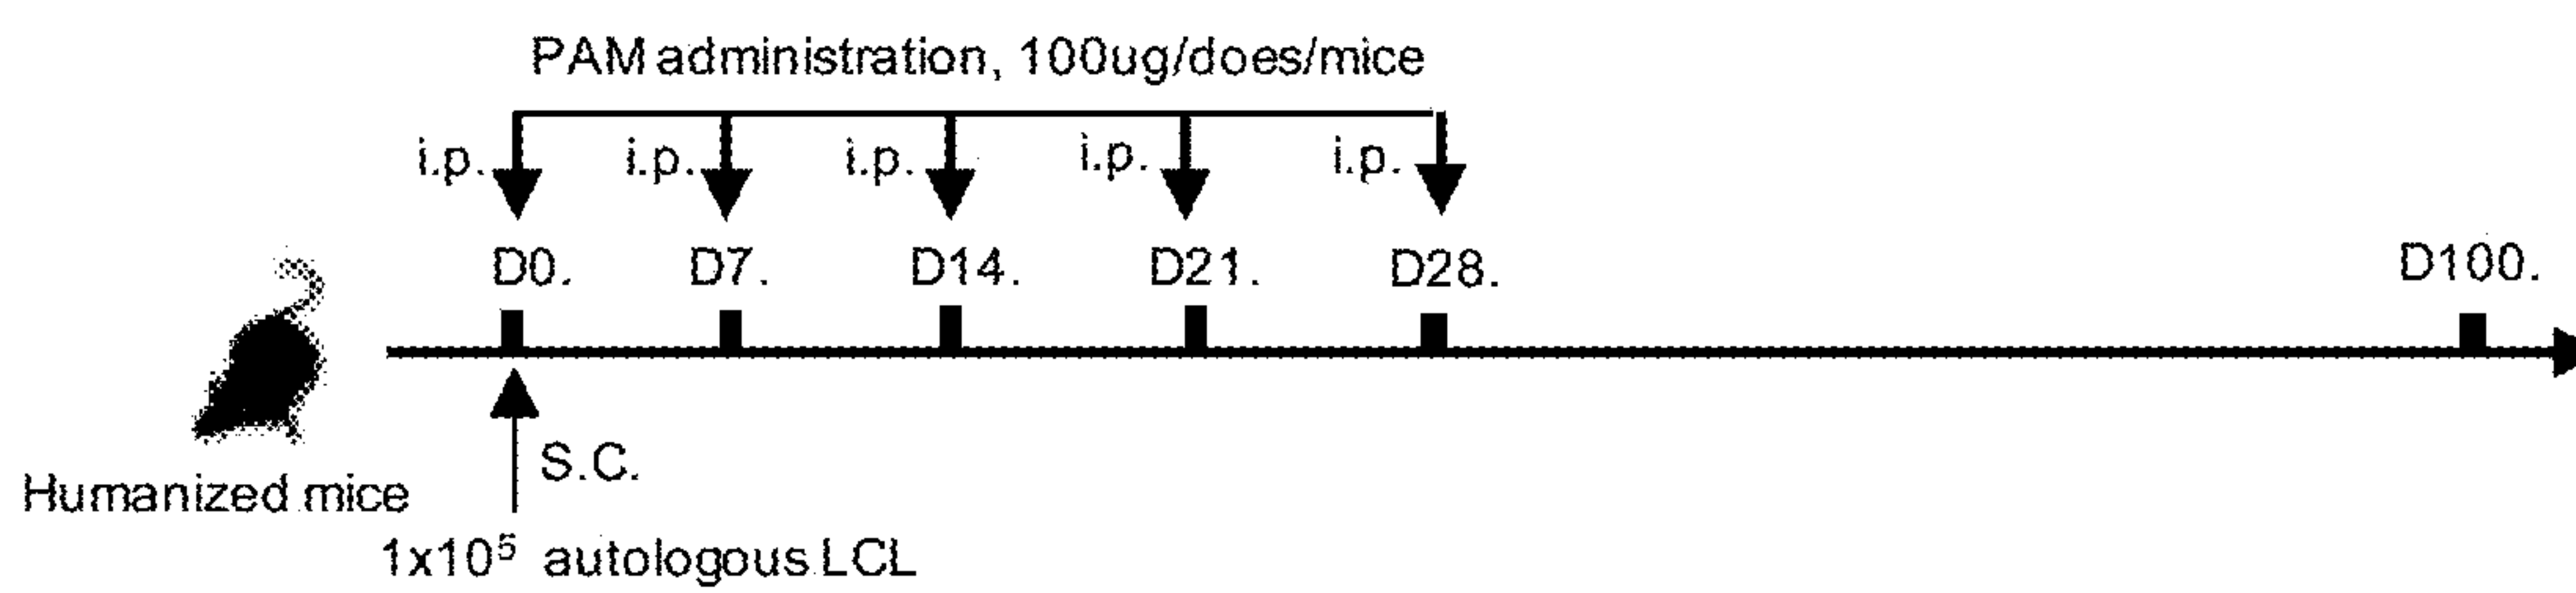 PAM administration, 100ug/does/mice
i.p. i.p. i.p. i.p. i.p.
D0. D7. D14. D21. D28. D100.
S.C.
Humanized mice
1x10⁵ autologous LCL